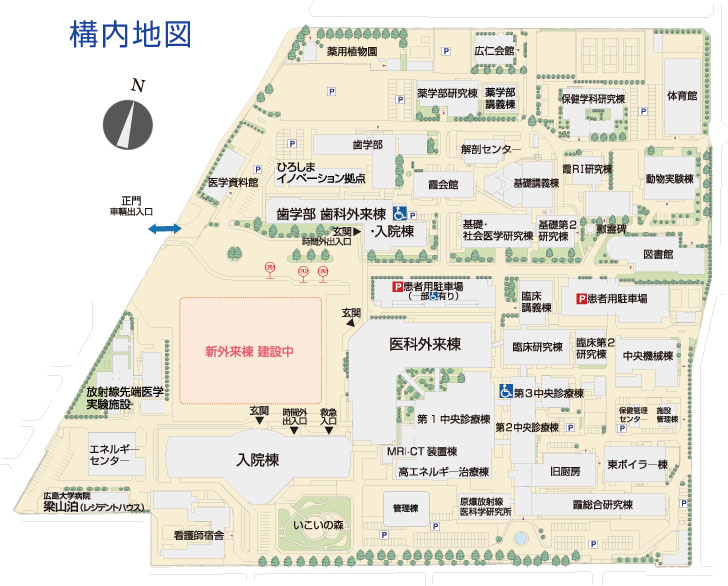 構内地図
N
正門
車輌出入口
薬用植物園
P
広仁会館
P
薬学部研究棟
薬学部
講義棟
P
保健学科研究棟
P
体育館
P
歯学部
解剖センター
P
医学資料館
ひろしま
イノベーション拠点
霞会館
基礎講義棟
霞RI研究棟
動物実験棟
歯学部 歯科外来棟
P
玄関
時間外出入口
・入院棟
基礎・
社会医学研究棟
基礎第2
研究棟
慰霊碑
図書館
P患者用駐車場
(一部 有り)
臨床
講義棟
P患者用駐車場
玄関
新外来棟 建設中
医科外来棟
臨床研究棟
臨床第2
研究棟
中央機械棟
放射線先端医学
実験施設
第3中央診療棟
玄関
時間外
出入口
救急
入口
第1中央診療棟
第2中央診療棟
P
保健管理
センター
施設
管理棟
P
エネルギー
センター
入院棟
MRI・CT装置棟
高エネルギー治療棟
旧厨房
東ボイラー棟
広島大学病院
梁山泊(レジデントハウス)
管理棟
原爆放射線
医科学研究所
霞総合研究棟
P
看護師宿舎
いこいの森
P
P
P
P